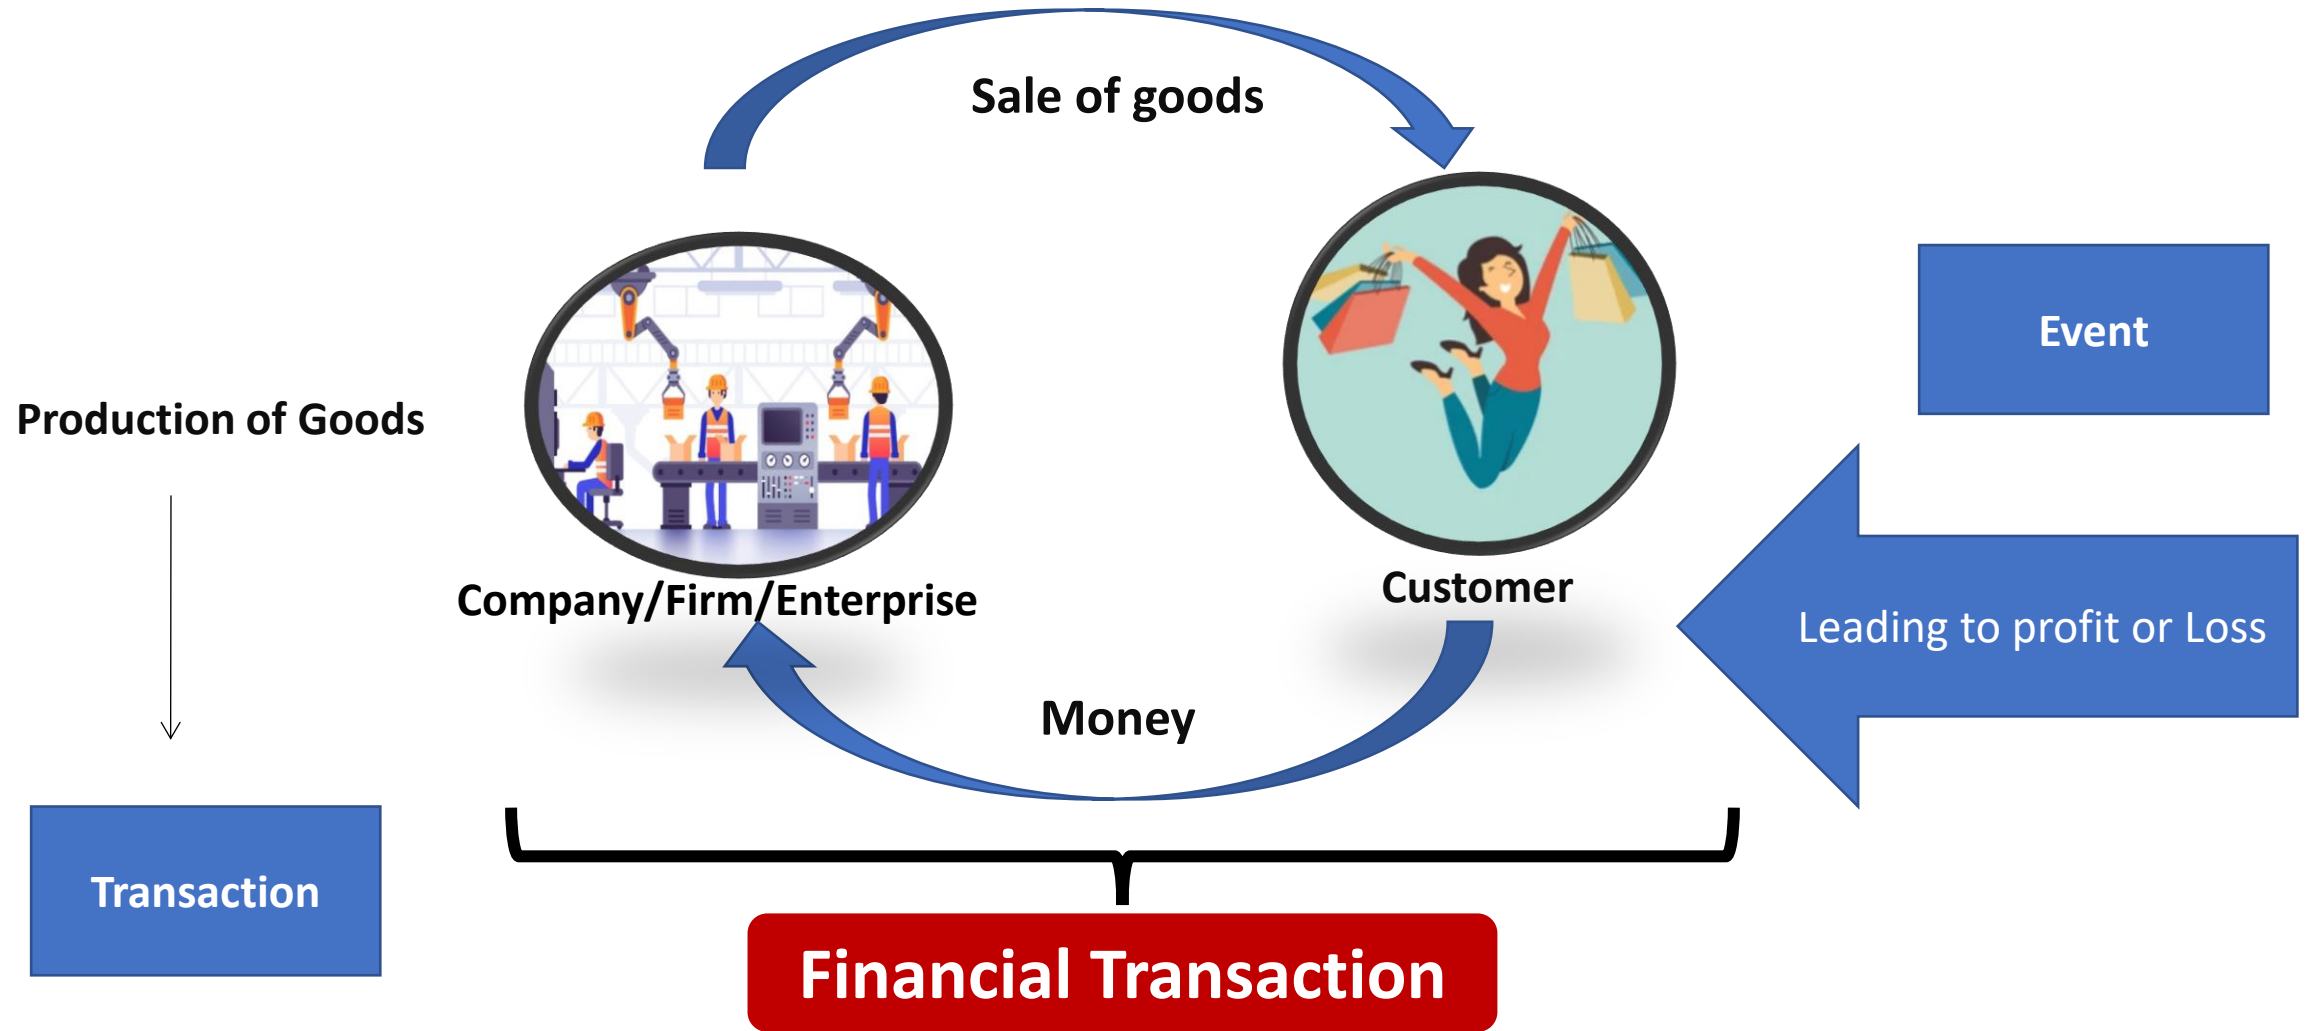 Sale of goods
Event
Production of Goods
Company/Firm/Enterprise
Customer
Leading to profit or Loss
Money
Transaction
Financial Transaction